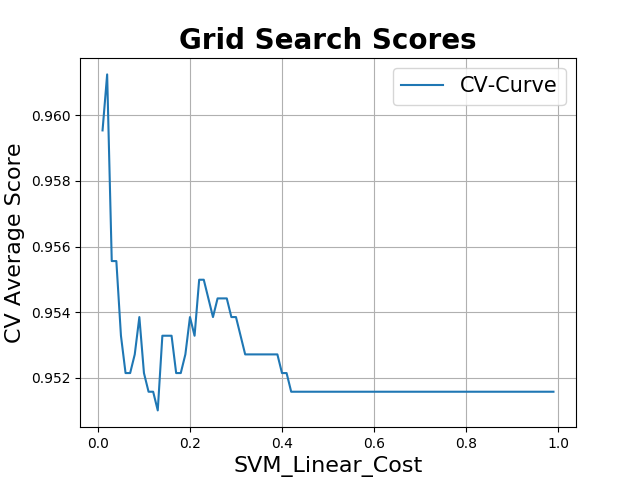 Grid Search Scores
CV-Curve
CV Average Score
0.960
0.958
0.956
0.954
0.952
0.0 0.2 0.4 0.6 0.8 1.0
SVM_Linear_Cost